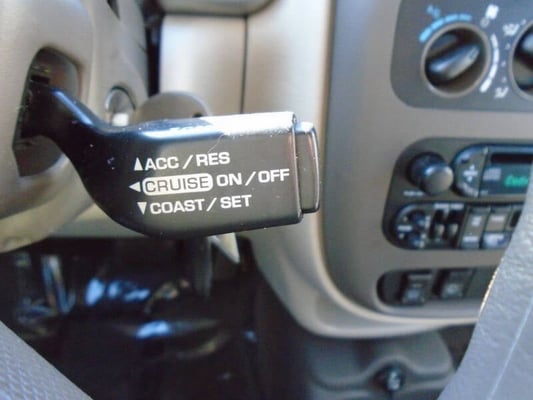 ▲ACC / RES
◄CRUISE ON / OFF
▼COAST / SET